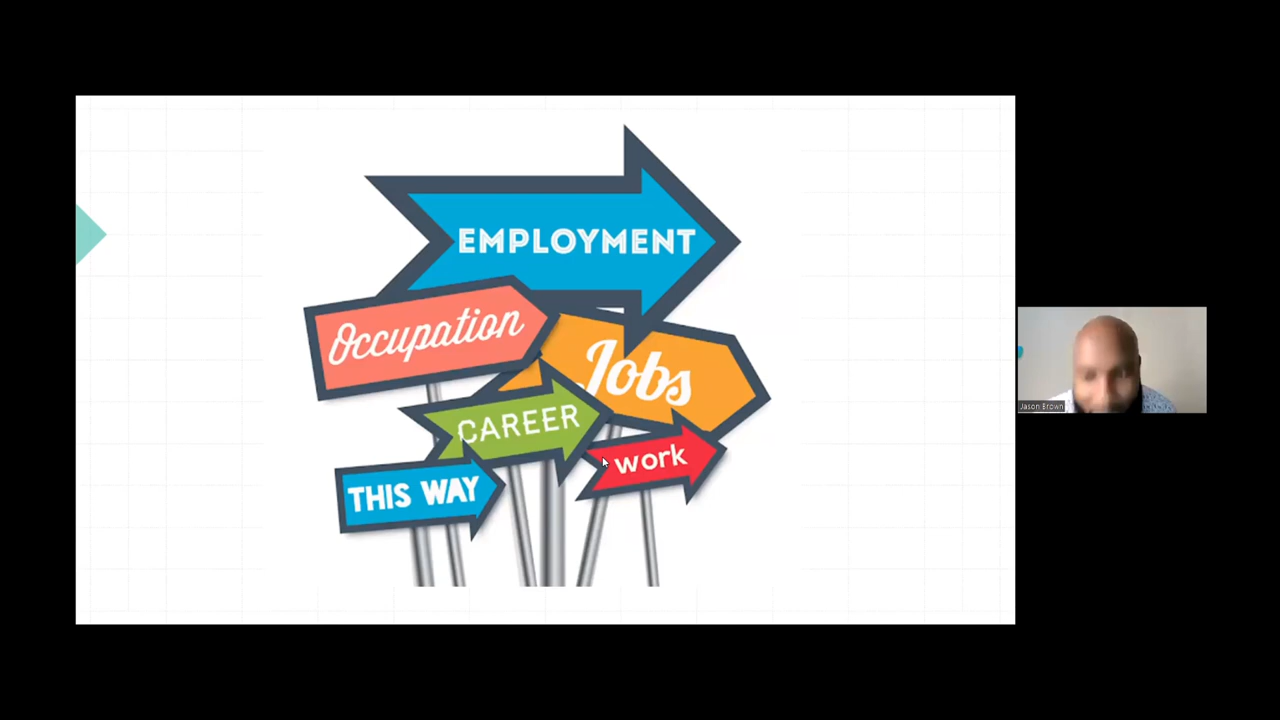 EMPLOYMENT
Occupation
Jobs
CAREER
work
THIS WAY
Jason Brown